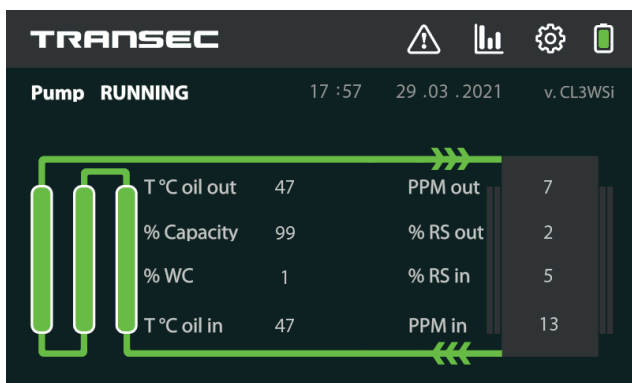 TRANSEC
Pump RUNNING 17 :57 29 .03 .2021 v. CL3WSi
T °C oil out 47 PPM out 7
% Capacity 99 % RS out 2
% WC 1 % RS in 5
T °C oil in 47 PPM in 13